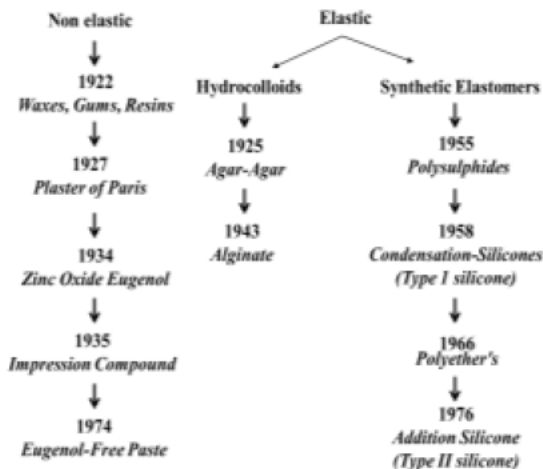 Non elastic
1922
Waxes, Gums, Resins
1927
Plaster of Paris
1934
Zinc Oxide Eugenol
1935
Impression Compound
1974
Eugenol-Free Paste
Elastic
Hydrocolloids
1925
Agar-Agar
1943
Alginate
Synthetic Elastomers
1955
Polysulphides
1958
Condensation-Silicones
(Type I silicone)
1966
Polyether's
1976
Addition Silicone
(Type II silicone)